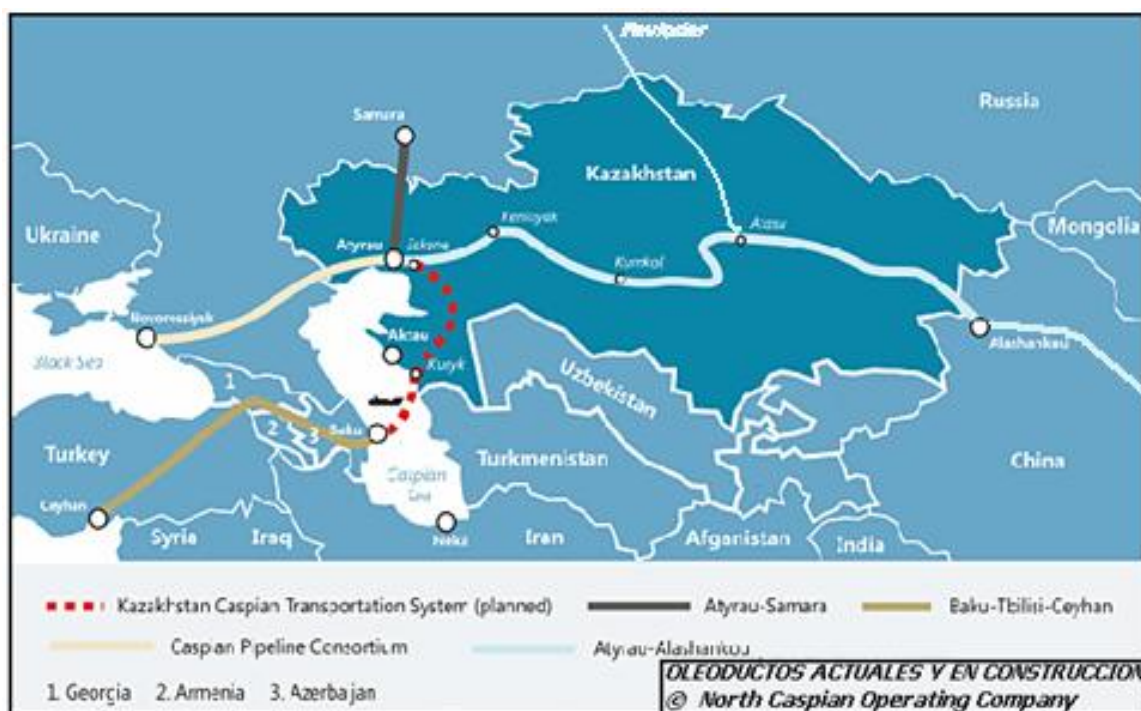 Pavlodar
Russia
Samara
Kazakhstan
Ukraine
Atyrau
Kenkiyak
Atasu
Mongolia
Kumkol
Novorossiysk
Black Sea
Aktau
Kuryk
Alashankou
1
Uzbekistan
2
3
Baku
Turkey
Turkmenistan
China
Caspian
Sea
Ceyhan
Syria
Iraq
Neka
Iran
Afganistan
India
Kazakhstan Caspian Transportation System (planned)
Atyrau-Samara
Baku-Tbilisi-Ceyhan
Caspian Pipeline Consortium
Atyrau-Alashankou
1. Georgia 2. Armenia 3. Azerbajan
OLEODUCTOS ACTUALES Y EN CONSTRUCCION
© North Caspian Operating Company